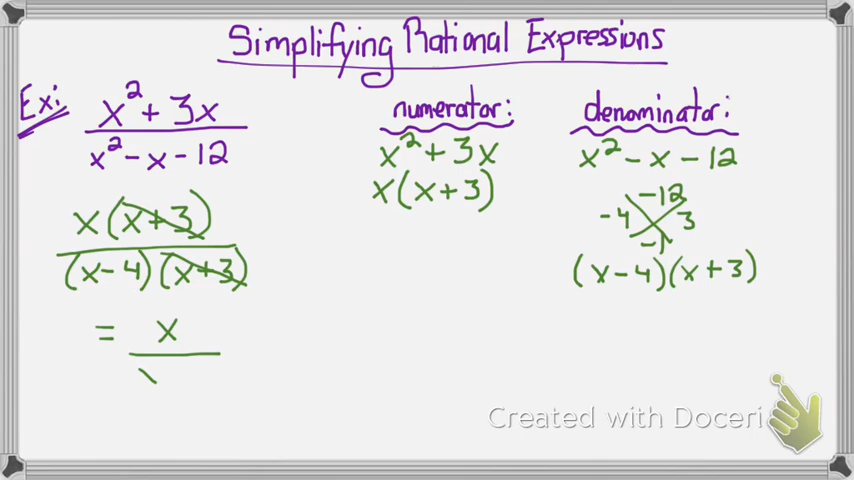 Simplifying Rational Expressions
Ex:
x² + 3x
x² - x - 12
x(x+3)
(x-4)(x+3)
= x
numerator:
x² + 3x
x(x+3)
denominator:
x² - x - 12
-12
-4 3
-1
(x-4)(x+3)
Created with Doceri